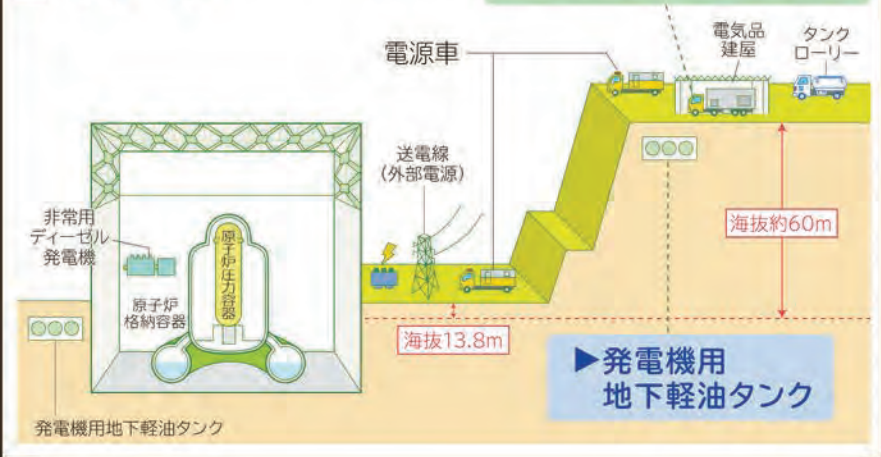 電源車
電気品
建屋
タンク
ローリー
送電線
（外部電源）
非常用
ディーゼル
発電機
原子炉圧力容器
原子炉
格納容器
海抜約60m
海抜13.8m
▶発電機用
地下軽油タンク
発電機用地下軽油タンク